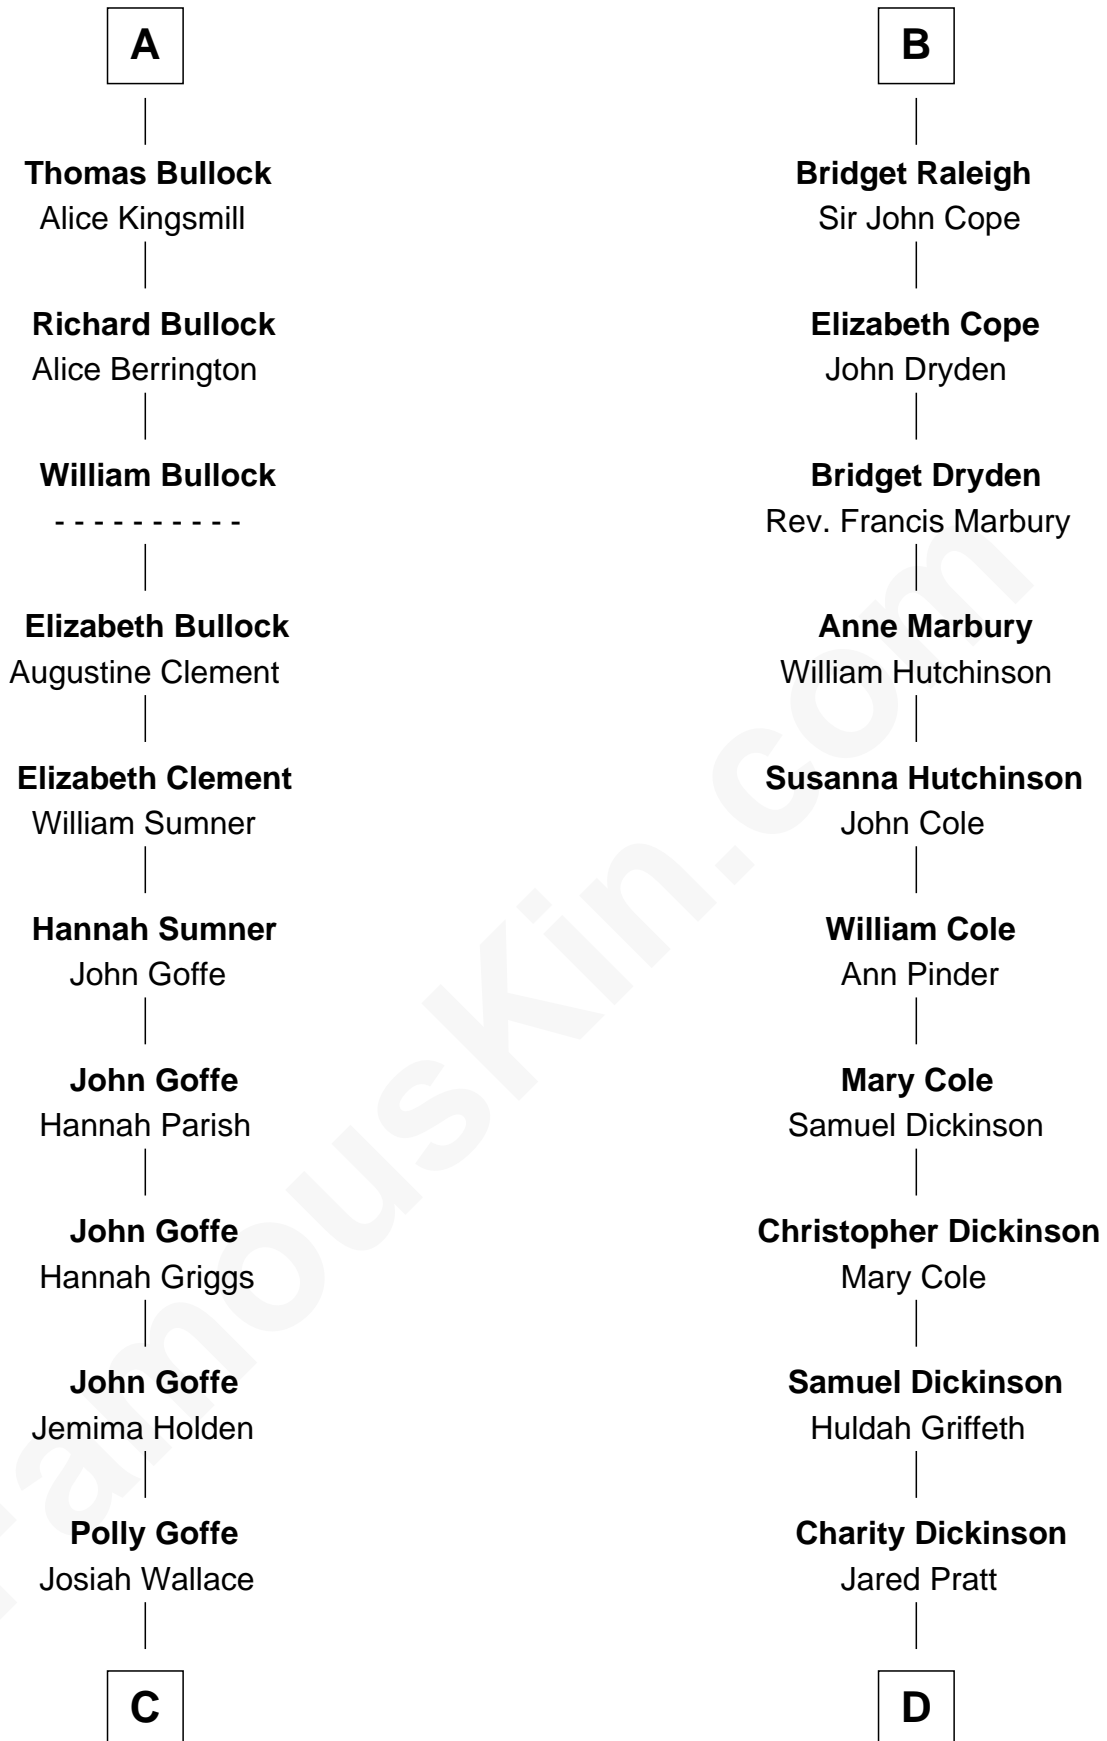 A
Thomas Bullock
Alice Kingsmill
Richard Bullock
Alice Berrington
William Bullock
- - - - - - - - - -
Elizabeth Bullock
Augustine Clement
Elizabeth Clement
William Sumner
Hannah Sumner
John Goffe
John Goffe
Hannah Parish
John Goffe
Hannah Griggs
John Goffe
Jemima Holden
Polly Goffe
Josiah Wallace
C
B
Bridget Raleigh
Sir John Cope
Elizabeth Cope
John Dryden
Bridget Dryden
Rev. Francis Marbury
Anne Marbury
William Hutchinson
Susanna Hutchinson
John Cole
William Cole
Ann Pinder
Mary Cole
Samuel Dickinson
Christopher Dickinson
Mary Cole
Samuel Dickinson
Huldah Griffeth
Charity Dickinson
Jared Pratt
D
FamousKin.com